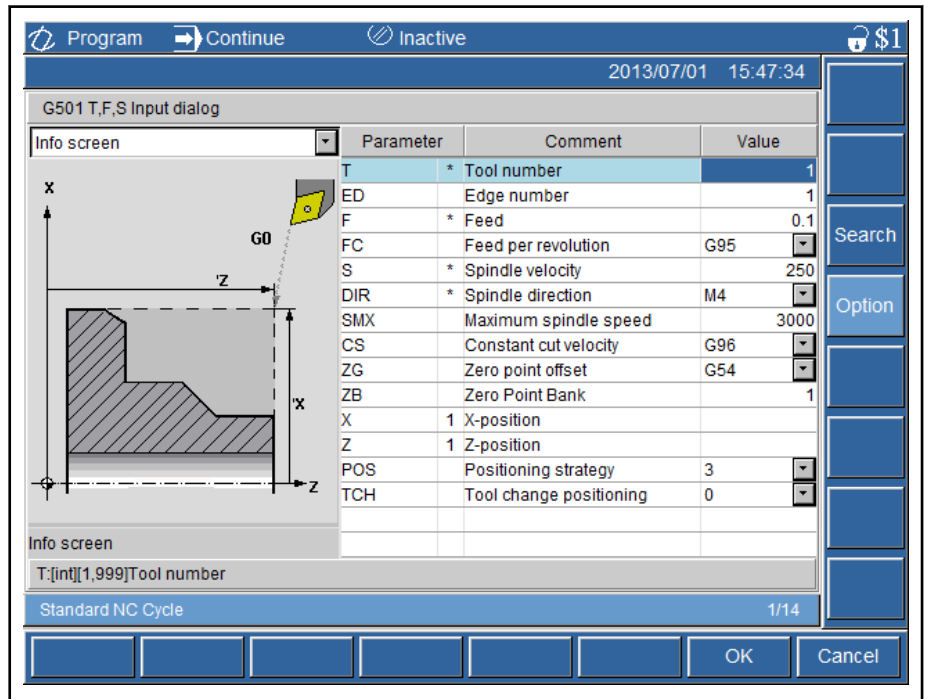 Program Continue Inactive $1
2013/07/01 15:47:34
G501 T,F,S Input dialog
Info screen Parameter Comment Value
T * Tool number 1
ED Edge number 1
F * Feed 0.1
FC Feed per revolution G95
S * Spindle velocity 250
DIR * Spindle direction M4
SMX Maximum spindle speed 3000
CS Constant cut velocity G96
ZG Zero point offset G54
ZB Zero Point Bank 1
X 1 X-position
Z 1 Z-position
POS Positioning strategy 3
TCH Tool change positioning 0
X
G0
'Z
'X
Z
Search
Option
Info screen
T:[int][1,999]Tool number
Standard NC Cycle 1/14
OK Cancel